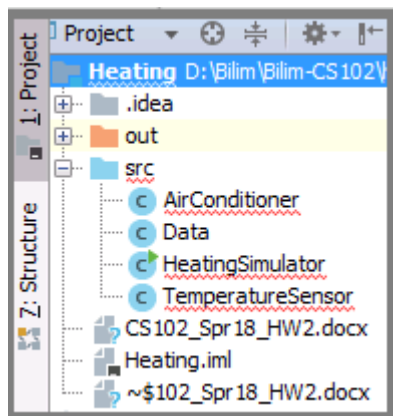 1: Project
Z: Structure
Project
Heating D:\Bilim\Bilim-CS102\
.idea
out
src
AirConditioner
Data
HeatingSimulator
TemperatureSensor
CS102_Spr18_HW2.docx
Heating.iml
~$102_Spr18_HW2.docx